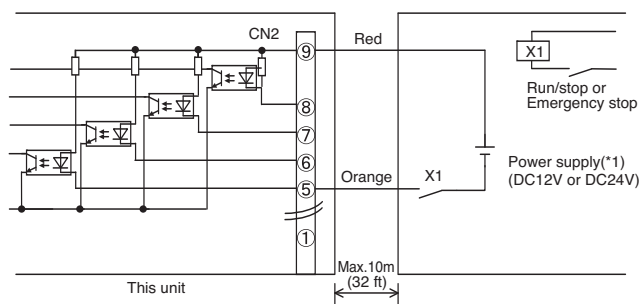 CN2
⑨
Red
X1
Run/stop or
Emergency stop
⑧
⑦
⑥
Power supply(*1)
(DC12V or DC24V)
⑤
Orange
X1
①
Max.10m
(32 ft)
This unit